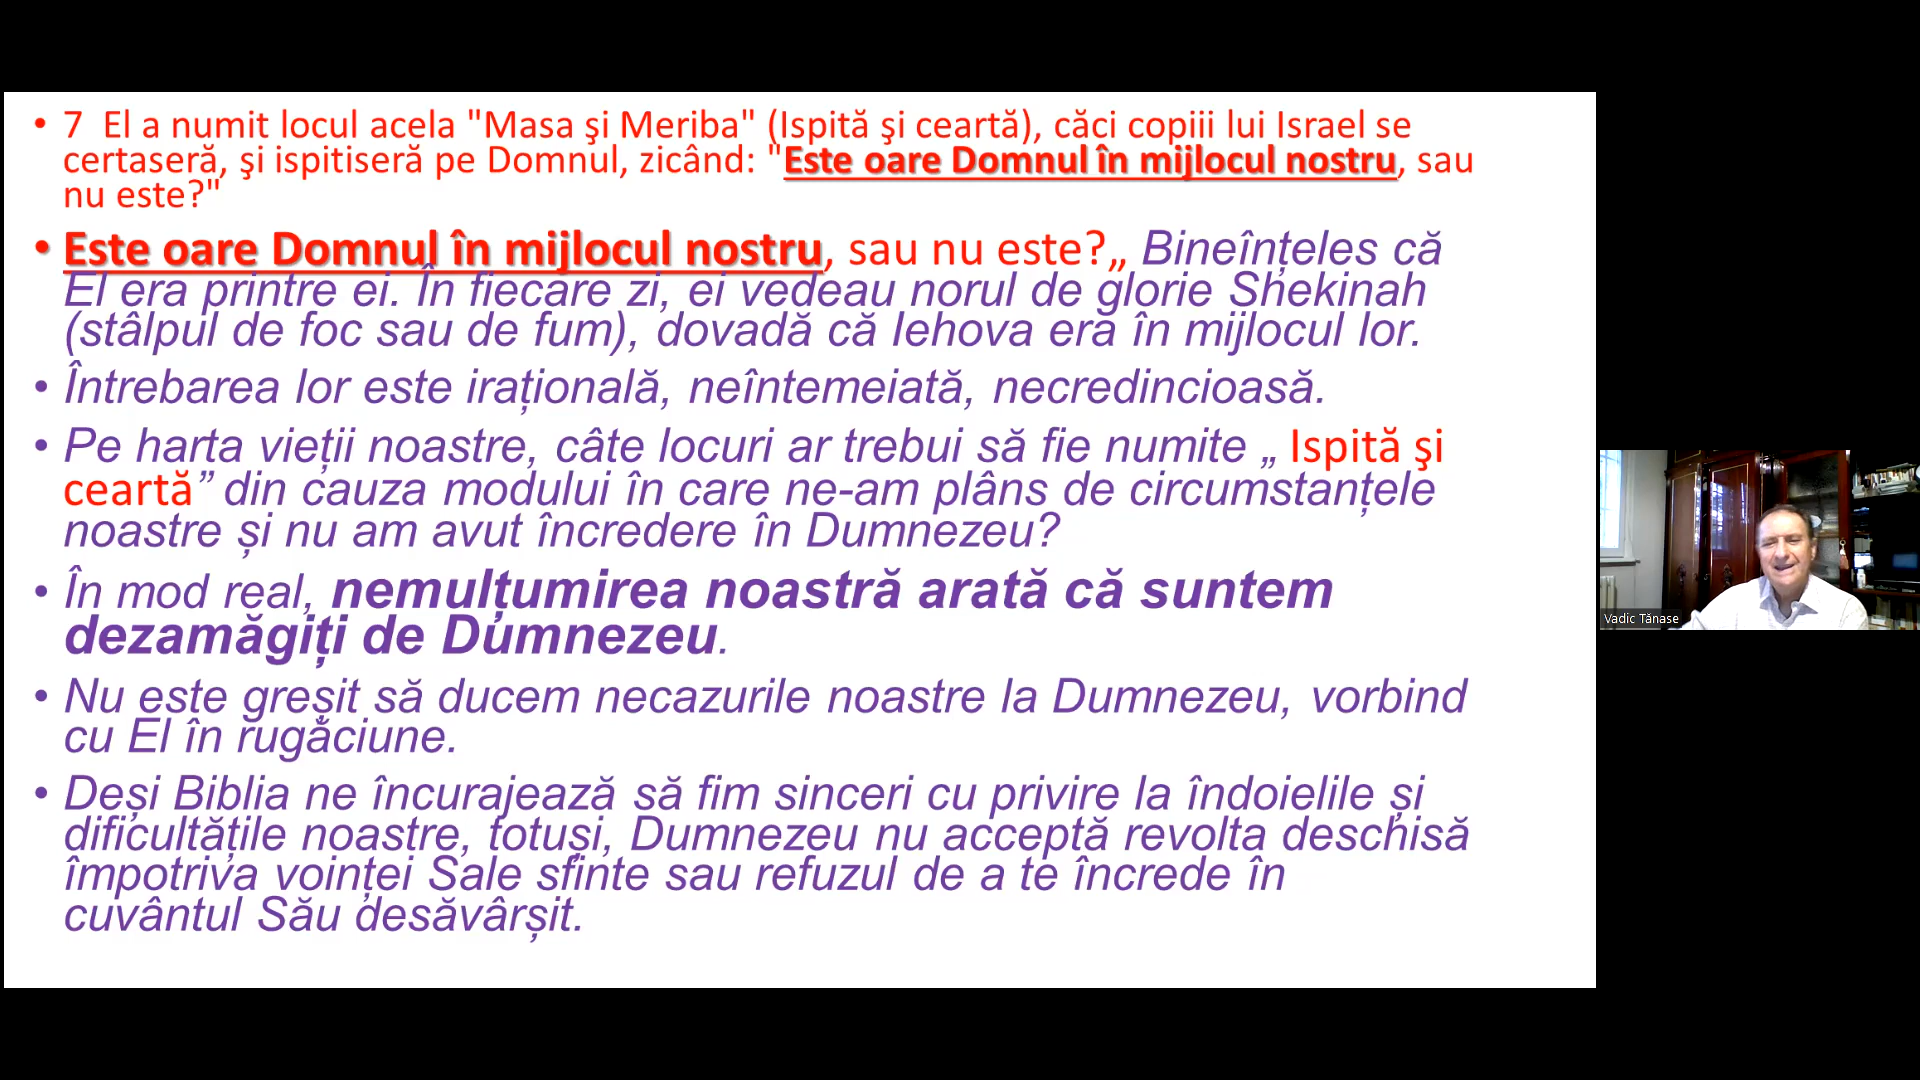 • 7  El a numit locul acela "Masa şi Meriba" (Ispită şi ceartă), căci copiii lui Israel se
certaseră, şi ispitiseră pe Domnul, zicând: "Este oare Domnul în mijlocul nostru, sau
nu este?"
• Este oare Domnul în mijlocul nostru, sau nu este?„ Bineînțeles că
El era printre ei. În fiecare zi, ei vedeau norul de glorie Shekinah
(stâlpul de foc sau de fum), dovadă că Iehova era în mijlocul lor.
• Întrebarea lor este irațională, neîntemeiată, necredincioasă.
• Pe harta vieții noastre, câte locuri ar trebui să fie numite „ Ispită şi
ceartă” din cauza modului în care ne-am plâns de circumstanțele
noastre și nu am avut încredere în Dumnezeu?
• În mod real, nemulțumirea noastră arată că suntem
dezamăgiți de Dumnezeu.
• Nu este greșit să ducem necazurile noastre la Dumnezeu, vorbind
cu El în rugăciune.
• Deși Biblia ne încurajează să fim sinceri cu privire la îndoielile și
dificultățile noastre, totuși, Dumnezeu nu acceptă revolta deschisă
împotriva voinței Sale sfinte sau refuzul de a te încrede în
cuvântul Său desăvârșit.
Vadic Tănase